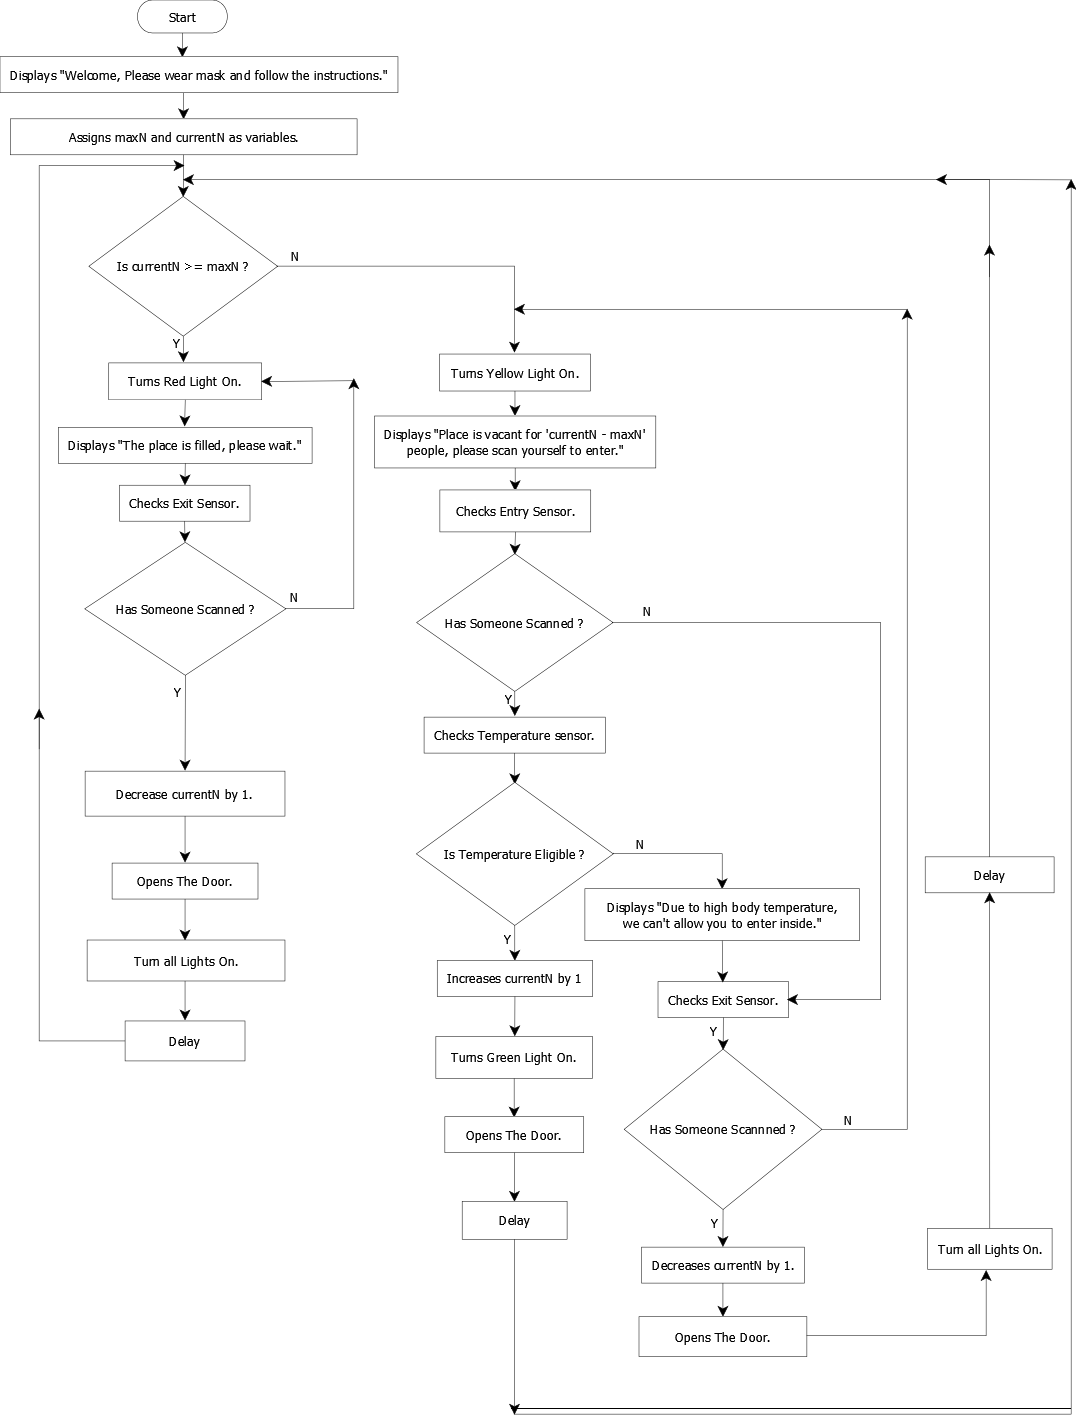 Start
Displays "Welcome, Please wear mask and follow the instructions."
Assigns maxN and currentN as variables.
Is currentN >= maxN ?
N
Y
Turns Red Light On.
Displays "The place is filled, please wait."
Checks Exit Sensor.
Has Someone Scanned ?
N
Y
Decrease currentN by 1.
Opens The Door.
Turn all Lights On.
Delay
Turns Yellow Light On.
Displays "Place is vacant for 'currentN - maxN'
people, please scan yourself to enter."
Checks Entry Sensor.
Has Someone Scanned ?
N
Y
Checks Temperature sensor.
Is Temperature Eligible ?
N
Y
Increases currentN by 1
Turns Green Light On.
Opens The Door.
Delay
Displays "Due to high body temperature,
we can't allow you to enter inside."
Checks Exit Sensor.
Y
Has Someone Scannned ?
N
Y
Decreases currentN by 1.
Opens The Door.
Turn all Lights On.
Delay